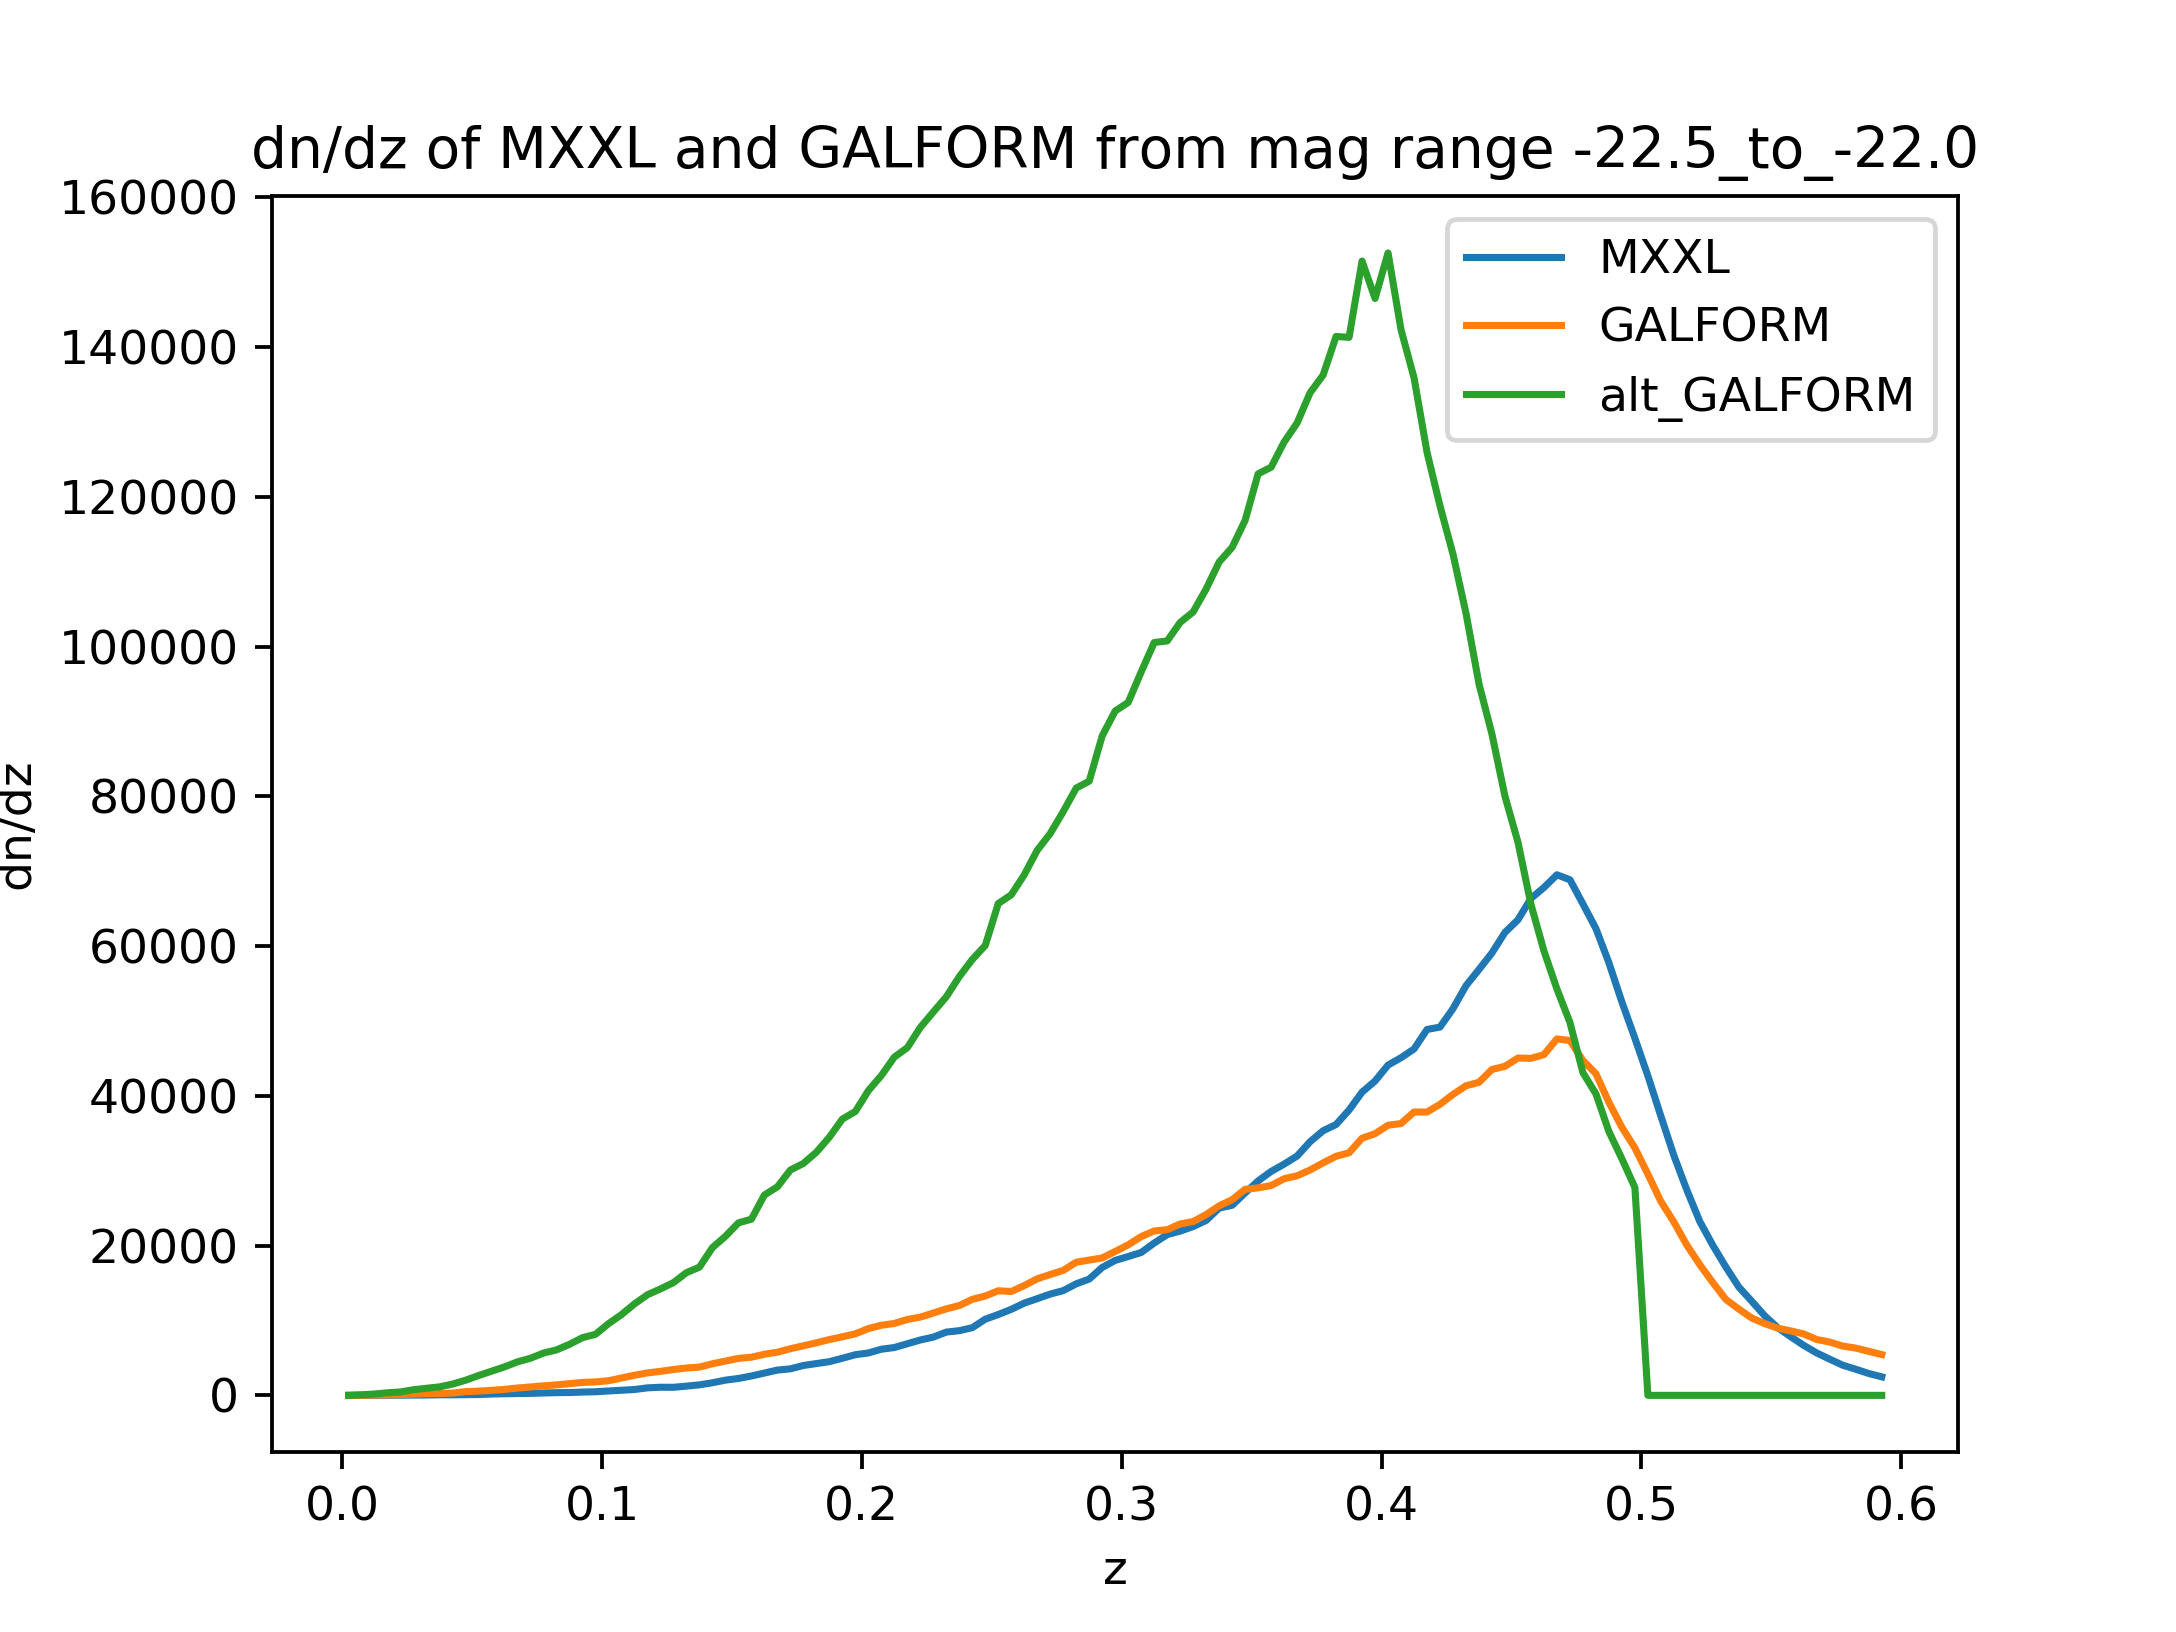 dn/dz of MXXL and GALFORM from mag range -22.5_to_-22.0
160000
140000
120000
100000
80000
60000
40000
20000
0
dn/dz
MXXL
GALFORM
alt_GALFORM
0.0 0.1 0.2 0.3 0.4 0.5 0.6
z